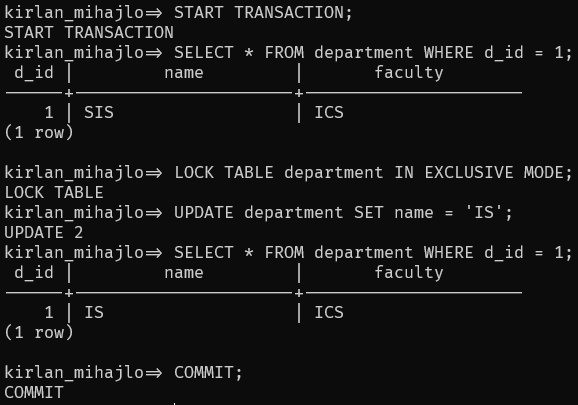 kirlan_mihajlo=> START TRANSACTION;
START TRANSACTION
kirlan_mihajlo=> SELECT * FROM department WHERE d_id = 1;
 d_id |         name         |       faculty
------+----------------------+----------------------
    1 | SIS                  | ICS
(1 row)

kirlan_mihajlo=> LOCK TABLE department IN EXCLUSIVE MODE;
LOCK TABLE
kirlan_mihajlo=> UPDATE department SET name = 'IS';
UPDATE 2
kirlan_mihajlo=> SELECT * FROM department WHERE d_id = 1;
 d_id |         name         |       faculty
------+----------------------+----------------------
    1 | IS                   | ICS
(1 row)

kirlan_mihajlo=> COMMIT;
COMMIT